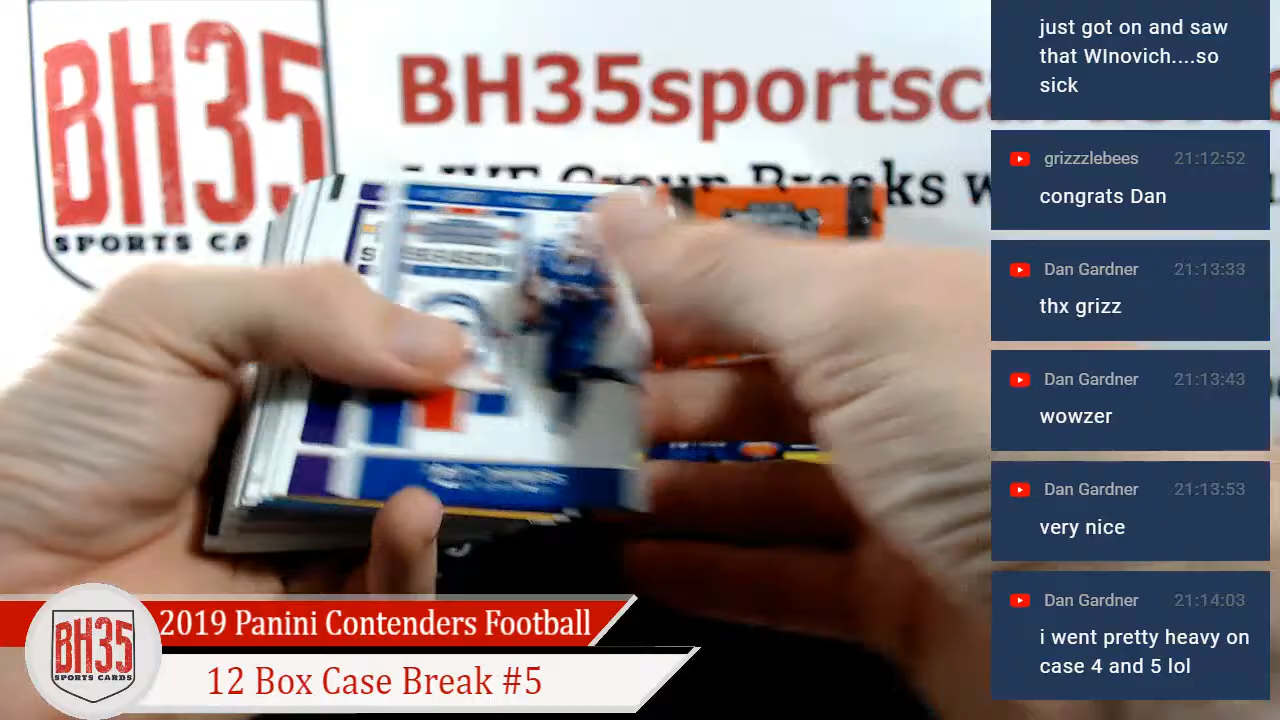 BH35
SPORTS CA
BH35sportsc
LIVE Group Breaks w
just got on and saw
that WInovich....so
sick
grizzzlebees 21:12:52
congrats Dan
Dan Gardner 21:13:33
thx grizz
Dan Gardner 21:13:43
wowzer
Dan Gardner 21:13:53
very nice
Dan Gardner 21:14:03
i went pretty heavy on
case 4 and 5 lol
BH35
SPORTS CARDS
2019 Panini Contenders Football
12 Box Case Break #5